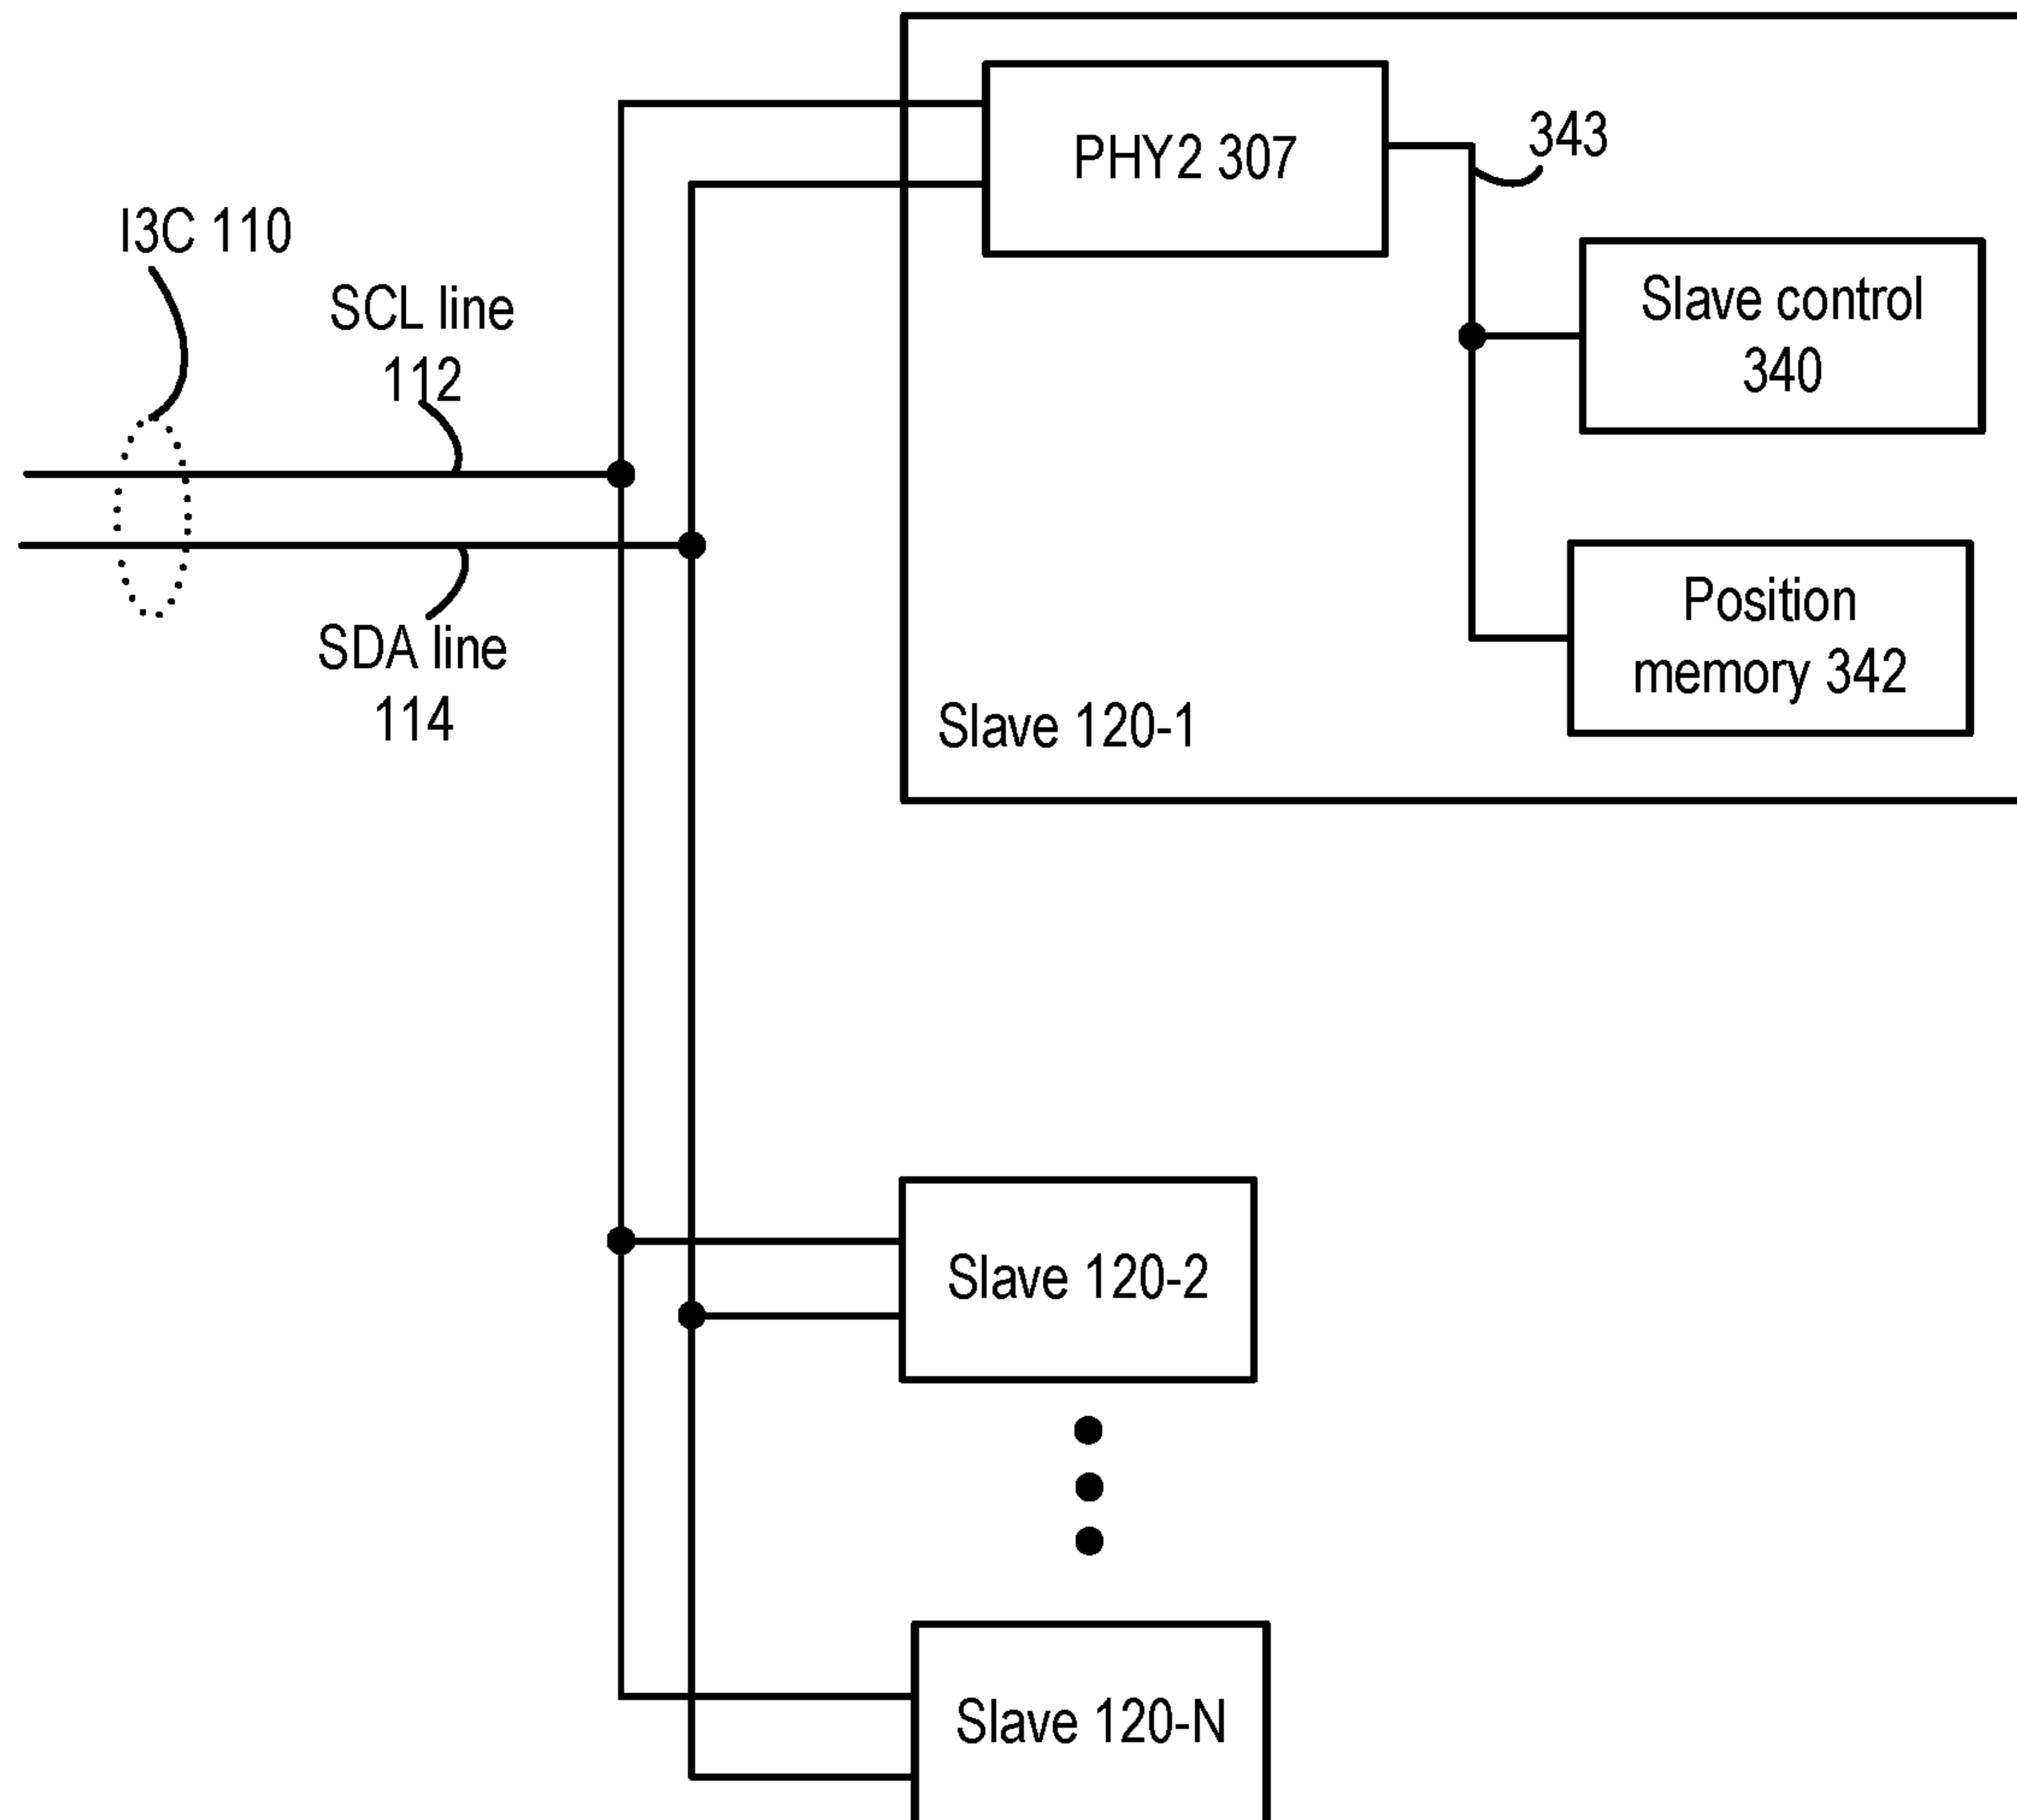 PHY2 307
343
I3C 110
Slave control
340
SCL line
112
Position
memory 342
SDA line
114
Slave 120-1
Slave 120-2
Slave 120-N